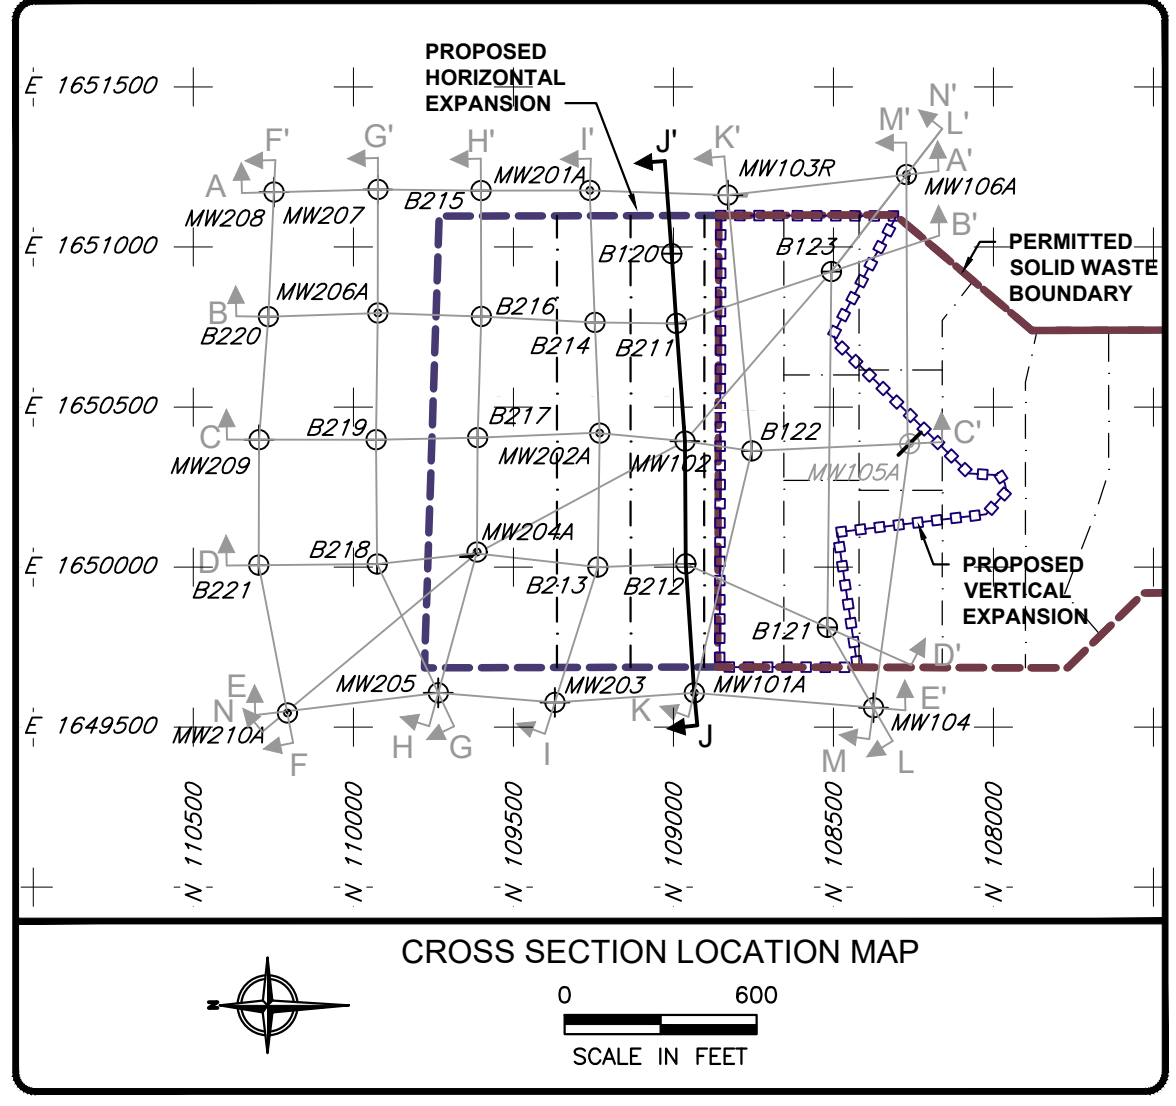 PROPOSED
HORIZONTAL
EXPANSION
E 1651500
F'
G'
H'
I'
J'
K'
M'
N'
L'
A'
A
MW208
MW207
B215
MW201A
MW103R
MW106A
B'
E 1651000
B120
B123
PERMITTED
SOLID WASTE
BOUNDARY
B
B220
MW206A
B216
B214
B211
E 1650500
C
MW209
B219
B217
MW202A
MW102
B122
MW105A
C'
E 1650000
D
B221
B218
MW204A
B213
B212
B121
PROPOSED
VERTICAL
EXPANSION
D'
E
N
MW205
MW203
MW101A
K
E'
MW104
E 1649500
MW210A
F
H
G
I
J
M
L
N 110500
N 110000
N 109500
N 109000
N 108500
N 108000
CROSS SECTION LOCATION MAP
N
0 600
SCALE IN FEET